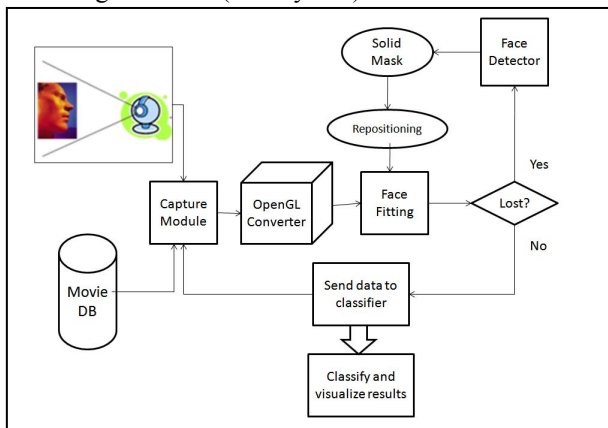 Solid
Mask
Face
Detector
Repositioning
Yes
Capture
Module
OpenGL
Converter
Face
Fitting
Lost?
No
Movie
DB
Send data to
classifier
Classify and
visualize results